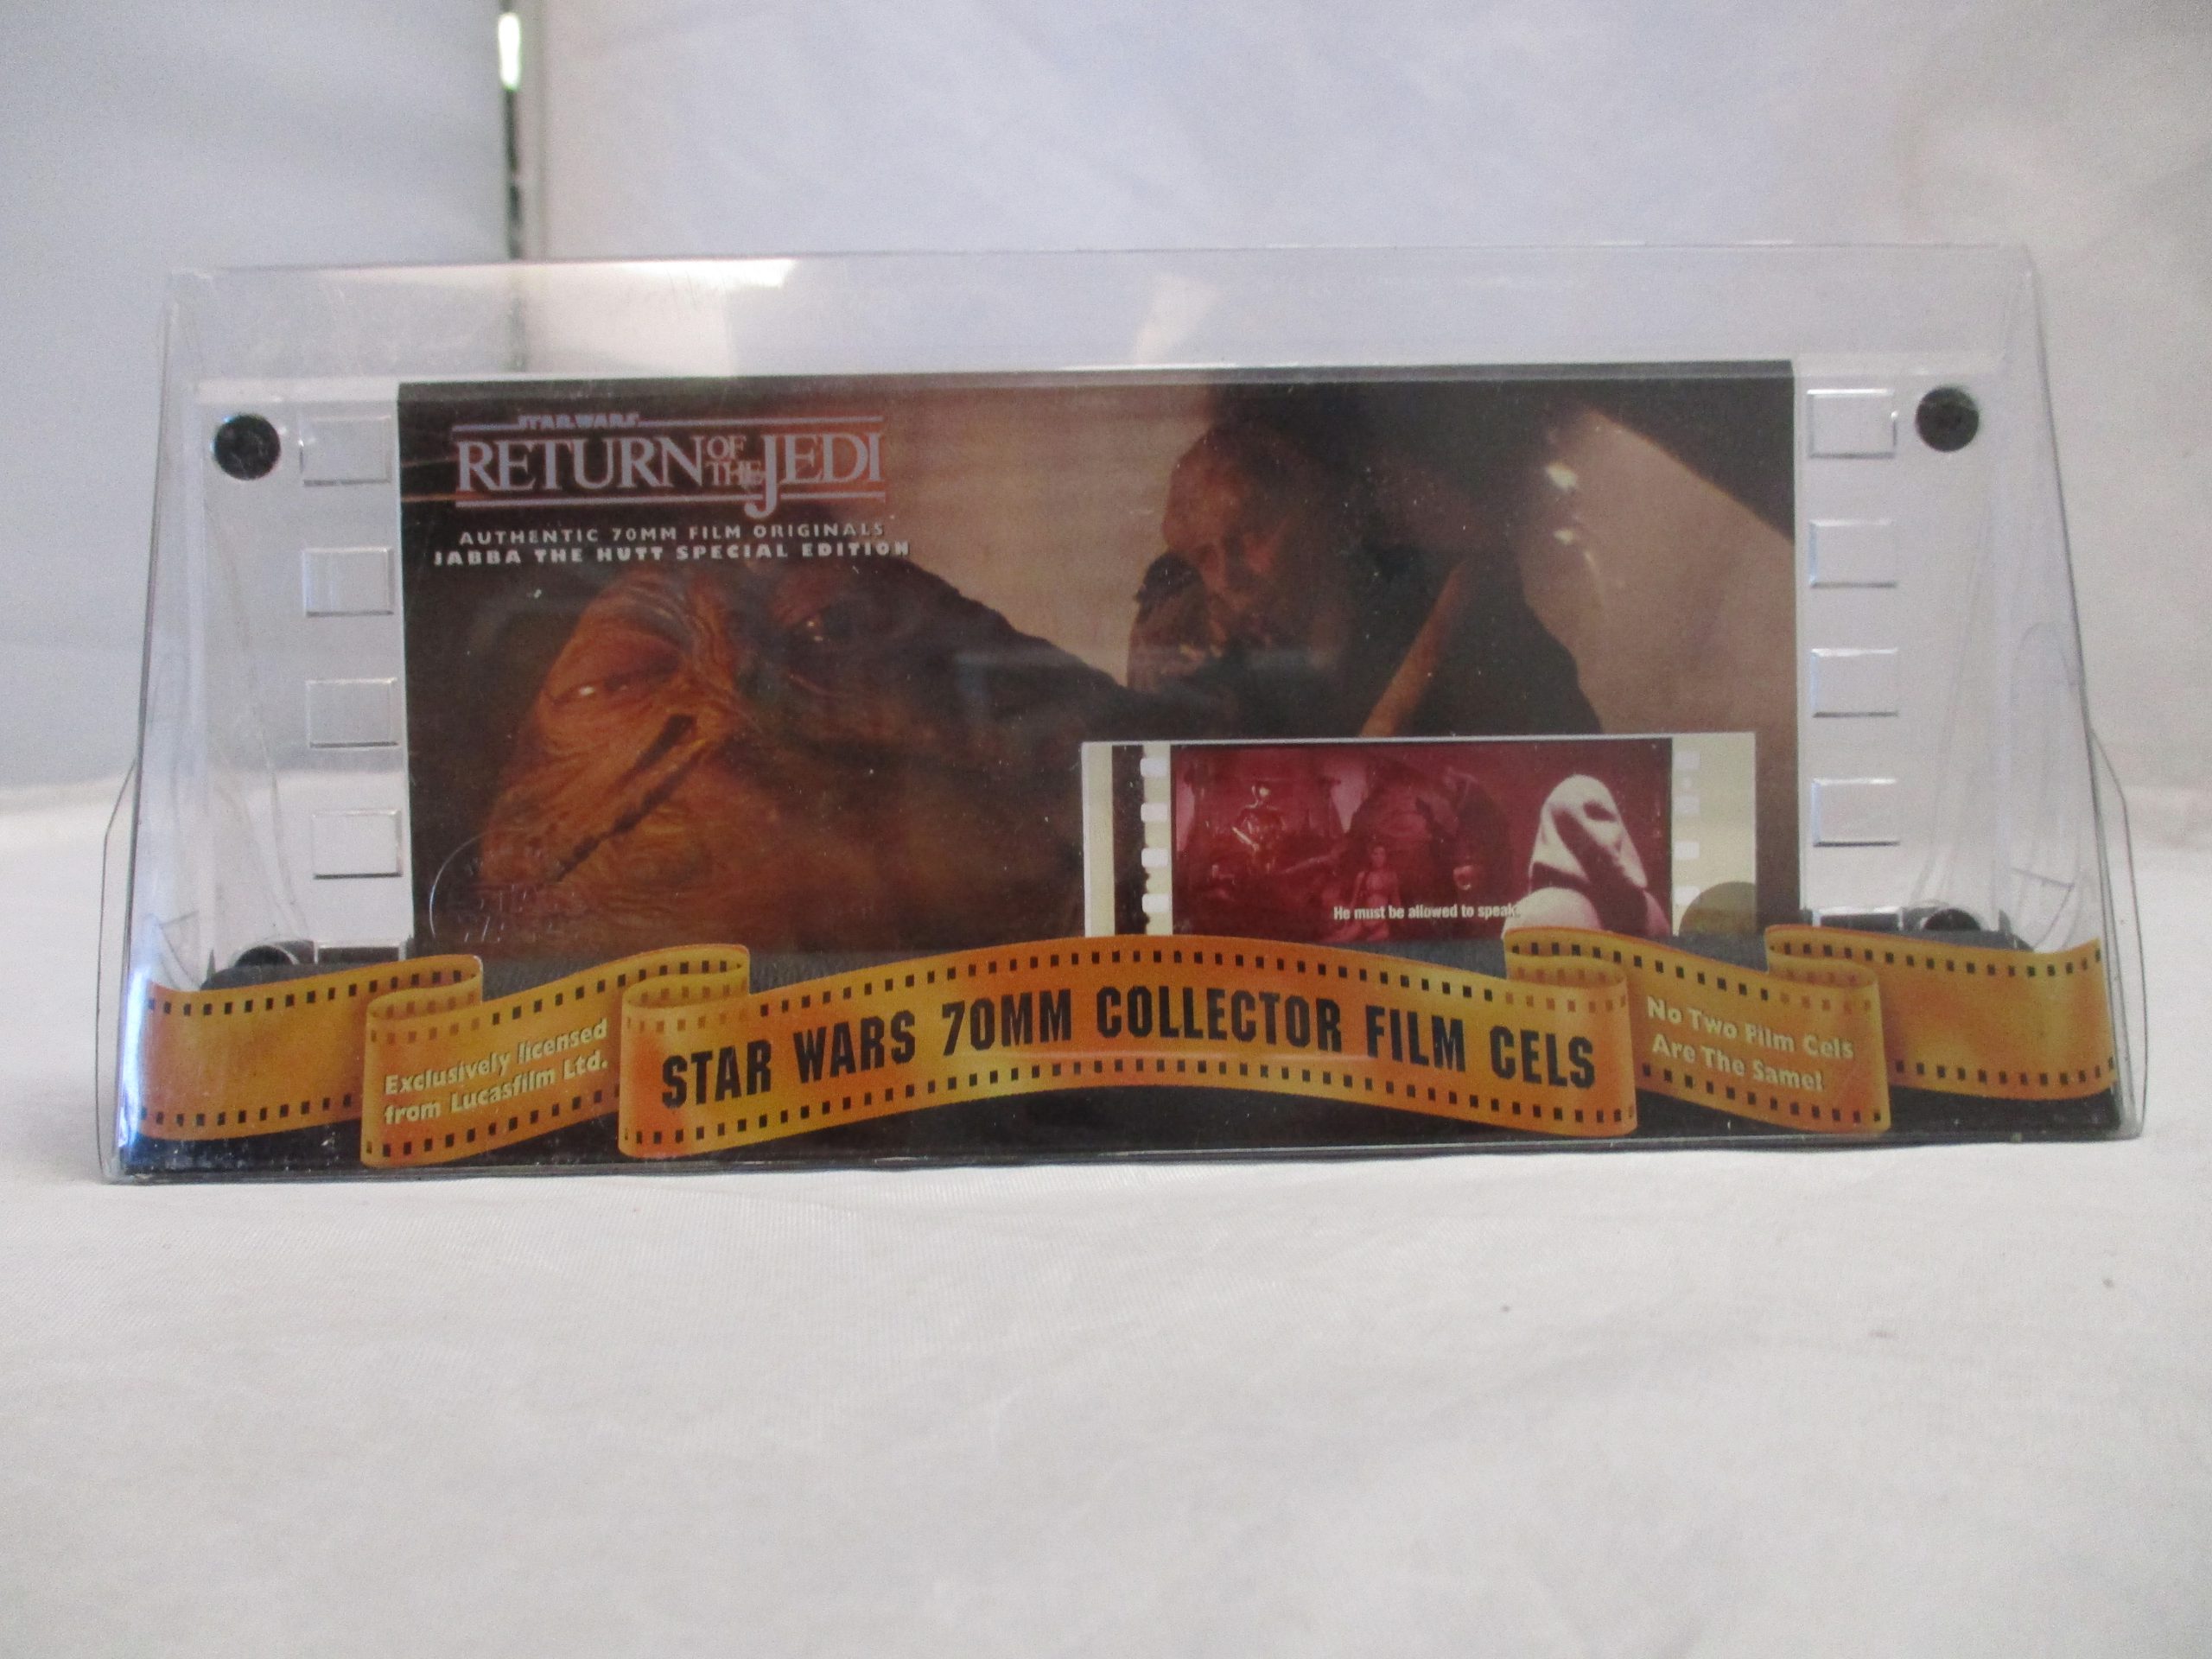 STAR WARS
RETURN OF THE JEDI
AUTHENTIC 70MM FILM ORIGINALS
JABBA THE HUTT SPECIAL EDITION
He must be allowed to speak.
Exclusively licensed
from Lucasfilm Ltd.
STAR WARS 70MM COLLECTOR FILM CELS
No Two Film Cels
Are The Same!